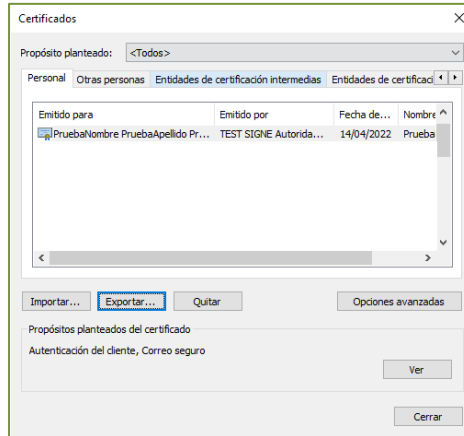 Certificados
Propósito planteado: <Todos>
Personal Otras personas Entidades de certificación intermedias Entidades de certificaci
Emitido para Emitido por Fecha de... Nombre
PruebaNombre PruebaApellido Pr... TEST SIGNE Autorida... 14/04/2022 Prueba
Importar... Exportar... Quitar Opciones avanzadas
Propósitos planteados del certificado
Autenticación del cliente, Correo seguro
Ver
Cerrar